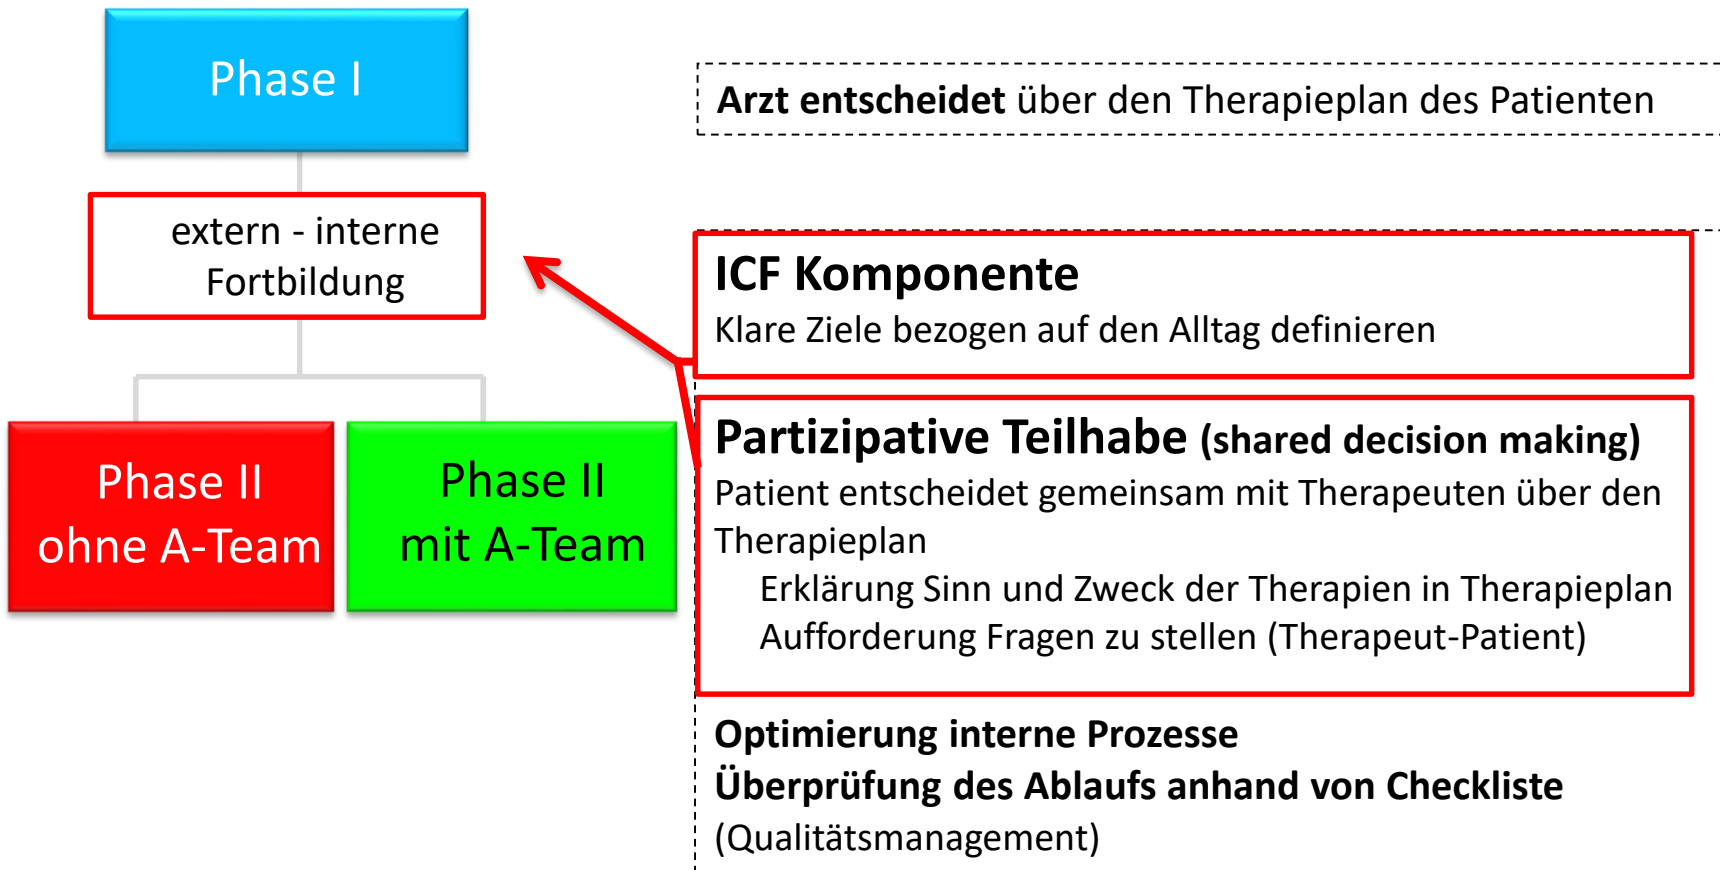 Phase I
extern - interne
Fortbildung
Phase II
ohne A-Team
Phase II
mit A-Team
Arzt entscheidet über den Therapieplan des Patienten
ICF Komponente
Klare Ziele bezogen auf den Alltag definieren
Partizipative Teilhabe (shared decision making)
Patient entscheidet gemeinsam mit Therapeuten über den
Therapieplan
Erklärung Sinn und Zweck der Therapien in Therapieplan
Aufforderung Fragen zu stellen (Therapeut-Patient)
Optimierung interne Prozesse
Überprüfung des Ablaufs anhand von Checkliste
(Qualitätsmanagement)